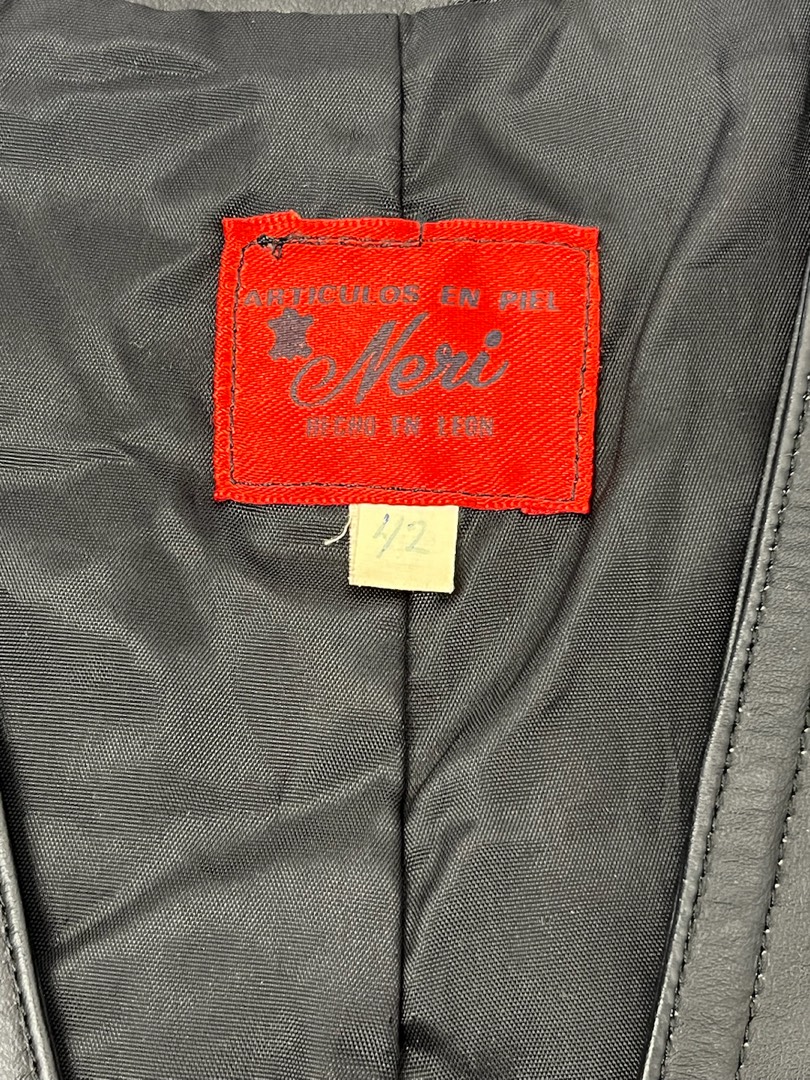 ARTICULOS EN PIEL
Neri
HECHO EN LEON
42